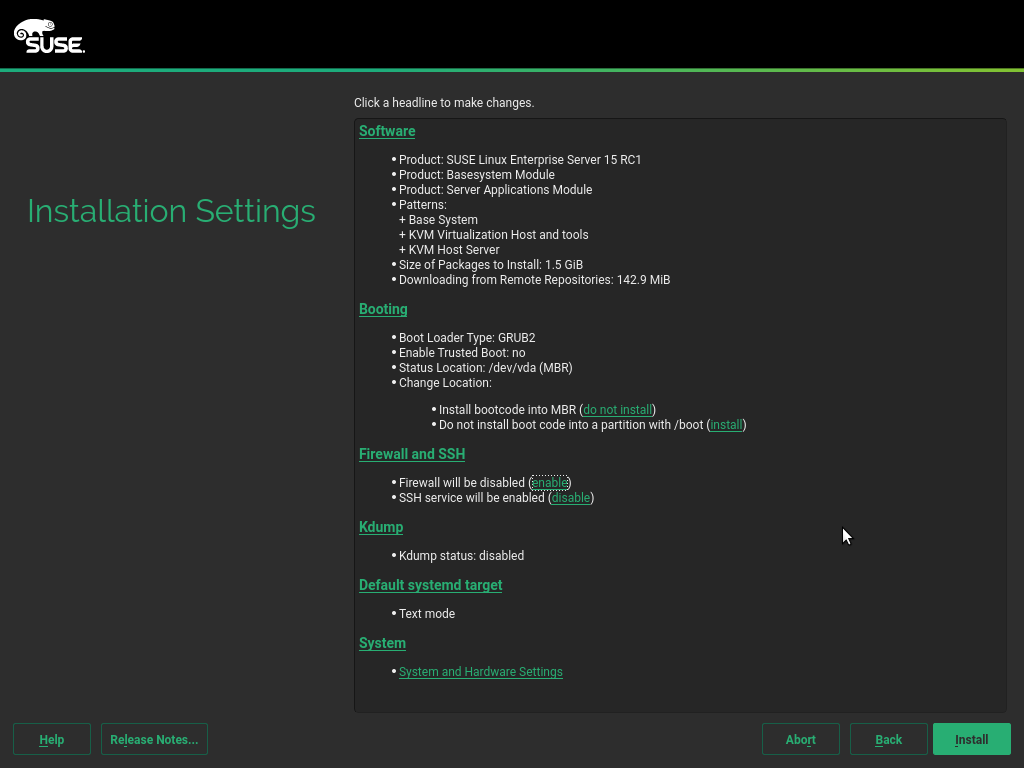 SUSE.
Click a headline to make changes.
Installation Settings
Software
• Product: SUSE Linux Enterprise Server 15 RC1
• Product: Basesystem Module
• Product: Server Applications Module
• Patterns:
+ Base System
+ KVM Virtualization Host and tools
+ KVM Host Server
• Size of Packages to Install: 1.5 GiB
• Downloading from Remote Repositories: 142.9 MiB
Booting
• Boot Loader Type: GRUB2
• Enable Trusted Boot: no
• Status Location: /dev/vda (MBR)
• Change Location:
• Install bootcode into MBR (do not install)
• Do not install boot code into a partition with /boot (install)
Firewall and SSH
• Firewall will be disabled (enable)
• SSH service will be enabled (disable)
Kdump
• Kdump status: disabled
Default systemd target
• Text mode
System
• System and Hardware Settings
Help Release Notes... Abort Back Install